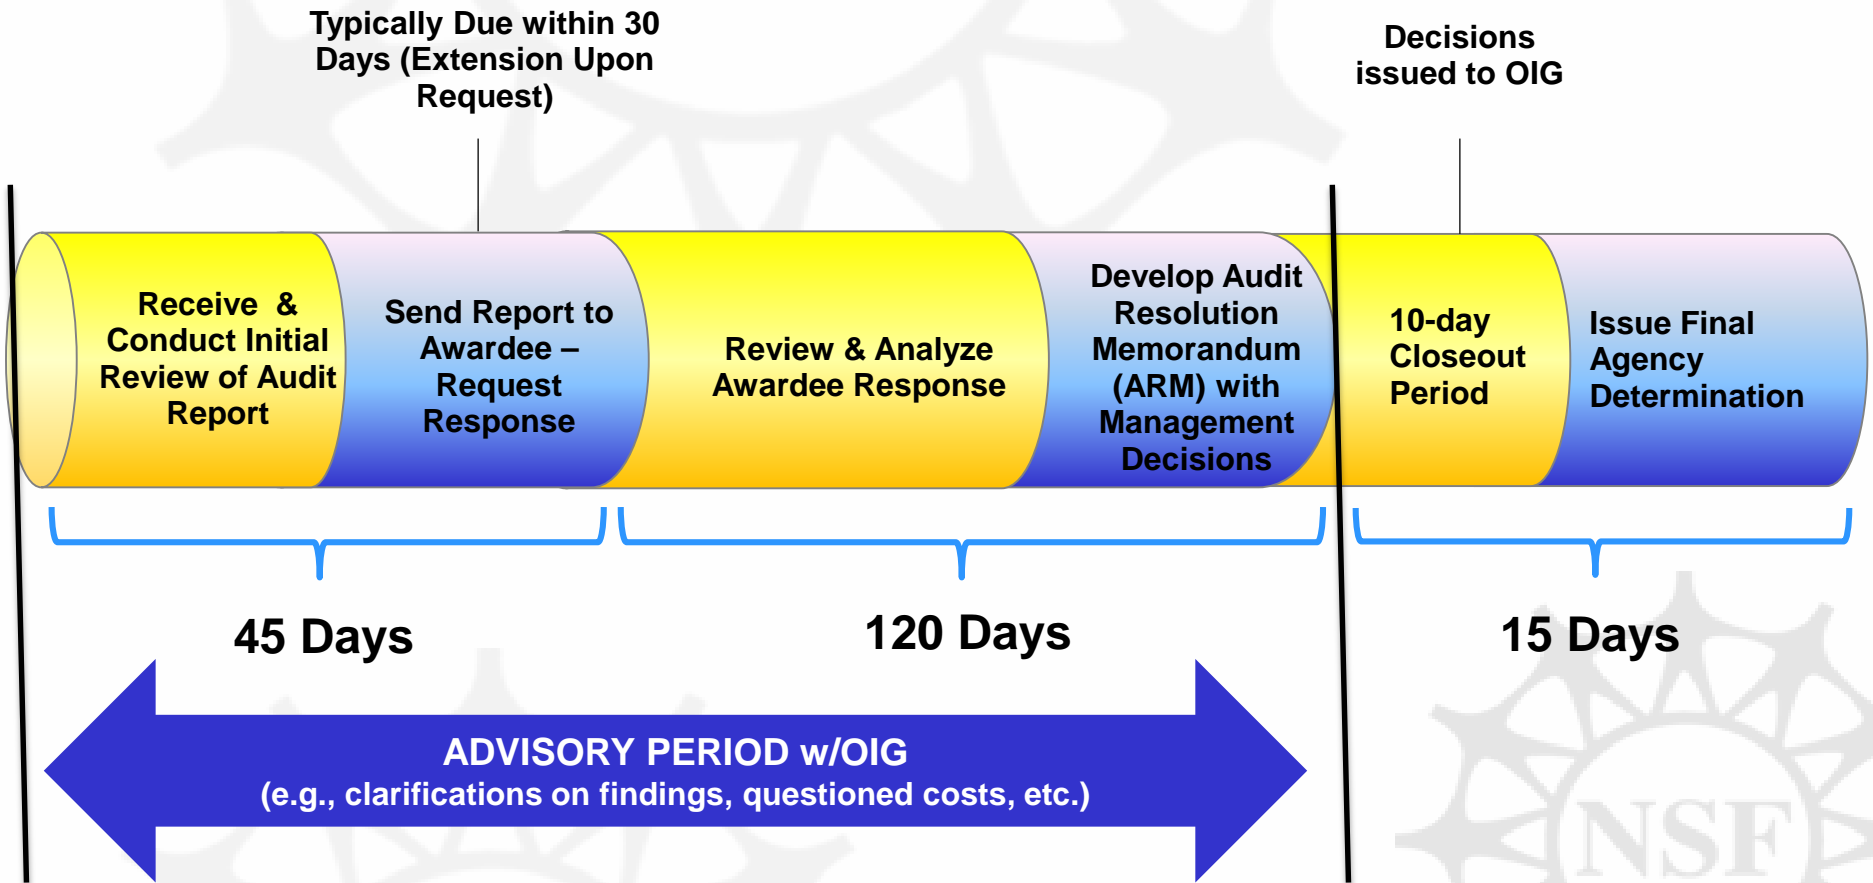 Typically Due within 30
Days (Extension Upon
Request)
Decisions
issued to OIG
Receive & 
Conduct Initial
Review of Audit
Report
Send Report to
Awardee –
Request
Response
Review & Analyze
Awardee Response
Develop Audit
Resolution
Memorandum
(ARM) with
Management
Decisions
10-day
Closeout
Period
Issue Final
Agency
Determination
45 Days
120 Days
15 Days
ADVISORY PERIOD w/OIG
(e.g., clarifications on findings, questioned costs, etc.)
NSF